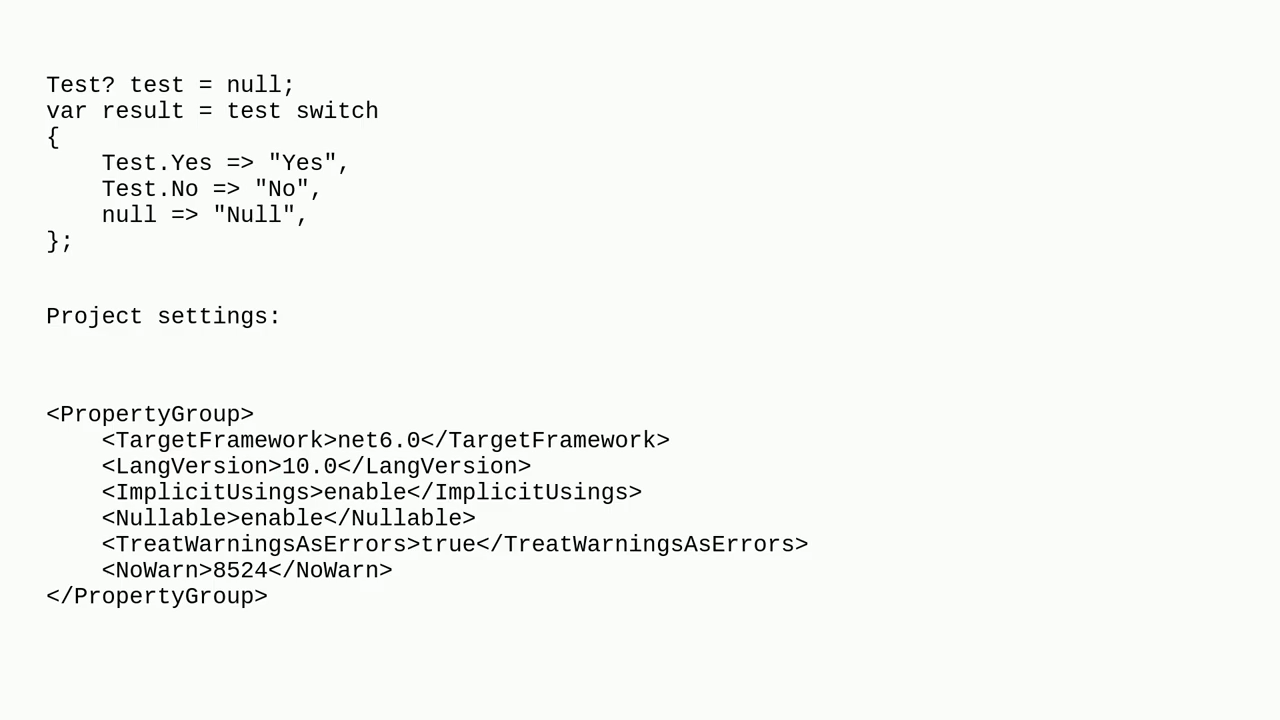 Test? test = null;
var result = test switch
{
    Test.Yes => "Yes",
    Test.No => "No",
    null => "Null",
};
Project settings:
<PropertyGroup>
    <TargetFramework>net6.0</TargetFramework>
    <LangVersion>10.0</LangVersion>
    <ImplicitUsings>enable</ImplicitUsings>
    <Nullable>enable</Nullable>
    <TreatWarningsAsErrors>true</TreatWarningsAsErrors>
    <NoWarn>8524</NoWarn>
</PropertyGroup>